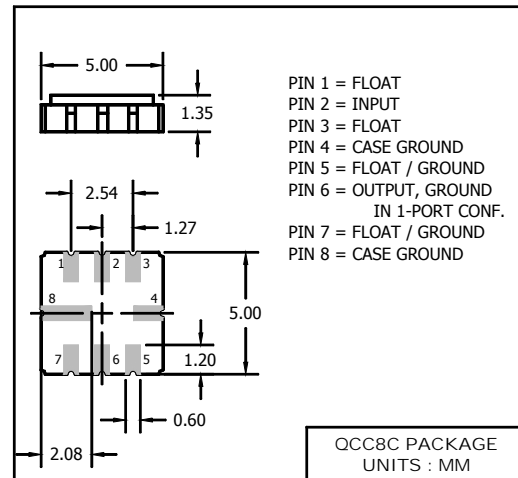 5.00
1.35
PIN 1 = FLOAT
PIN 2 = INPUT
PIN 3 = FLOAT
PIN 4 = CASE GROUND
PIN 5 = FLOAT / GROUND
PIN 6 = OUTPUT, GROUND
IN 1-PORT CONF.
PIN 7 = FLOAT / GROUND
PIN 8 = CASE GROUND
2.54
1.27
1 2 3
8 4
5.00
7 6 5
1.20
0.60
2.08
QCC8C PACKAGE
UNITS : MM